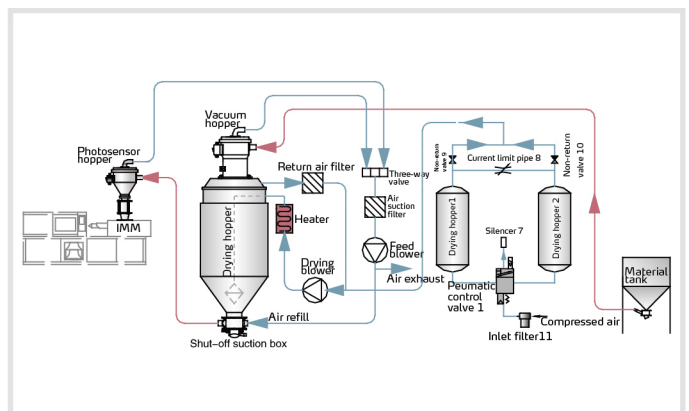 Vacuum
hopper
Photosensor
hopper
IMM
Return air filter
Three-way
valve
Air
suction
filter
Heater
Drying hopper
Drying
blower
Feed
blower
Air exhaust
Air refill
Shut-off suction box
Non-return
valve 9
Current limit pipe 8
Non-return
valve 10
Drying hopper1
Silencer 7
Drying hopper 2
Peumatic
control
valve 1
Compressed air
Inlet filter11
Material
tank